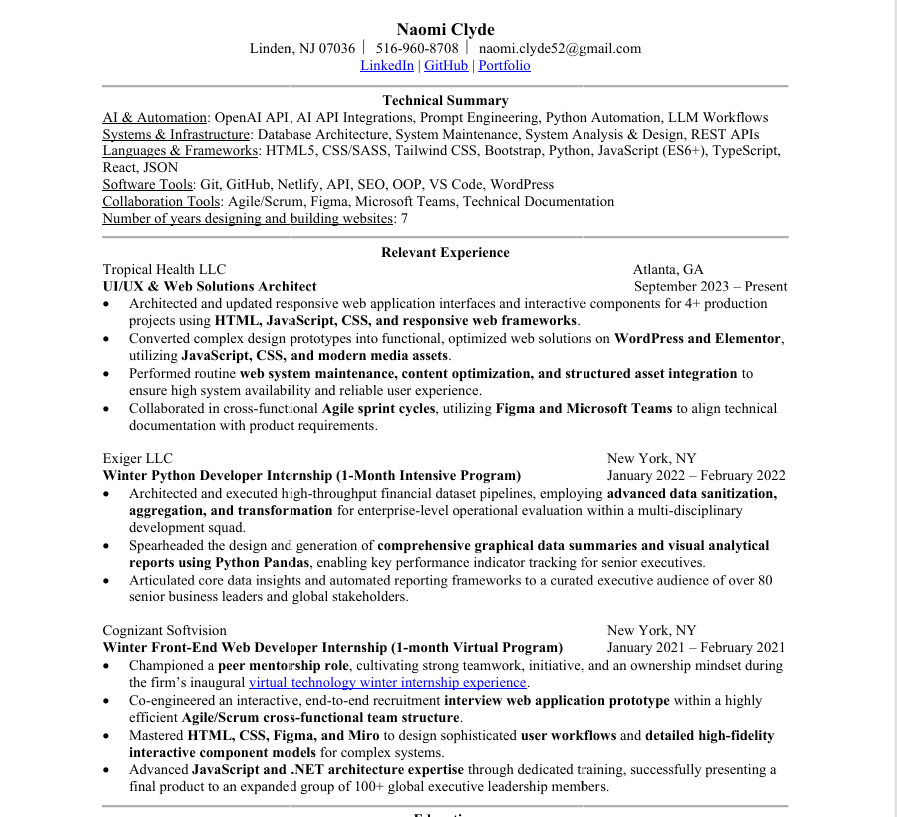 Naomi Clyde
Linden, NJ 07036 | 516-960-8708 | naomi.clyde52@gmail.com
LinkedIn | GitHub | Portfolio
Technical Summary
AI & Automation: OpenAI API, AI API Integrations, Prompt Engineering, Python Automation, LLM Workflows
Systems & Infrastructure: Database Architecture, System Maintenance, System Analysis & Design, REST APIs
Languages & Frameworks: HTML5, CSS/SASS, Tailwind CSS, Bootstrap, Python, JavaScript (ES6+), TypeScript,
React, JSON
Software Tools: Git, GitHub, Netlify, API, SEO, OOP, VS Code, WordPress
Collaboration Tools: Agile/Scrum, Figma, Microsoft Teams, Technical Documentation
Number of years designing and building websites: 7
Relevant Experience
Tropical Health LLC Atlanta, GA
UI/UX & Web Solutions Architect September 2023 – Present
• Architected and updated responsive web application interfaces and interactive components for 4+ production
projects using HTML, JavaScript, CSS, and responsive web frameworks.
• Converted complex design prototypes into functional, optimized web solutions on WordPress and Elementor,
utilizing JavaScript, CSS, and modern media assets.
• Performed routine web system maintenance, content optimization, and structured asset integration to
ensure high system availability and reliable user experience.
• Collaborated in cross-functional Agile sprint cycles, utilizing Figma and Microsoft Teams to align technical
documentation with product requirements.
Exiger LLC New York, NY
Winter Python Developer Internship (1-Month Intensive Program) January 2022 – February 2022
• Architected and executed high-throughput financial dataset pipelines, employing advanced data sanitization,
aggregation, and transformation for enterprise-level operational evaluation within a multi-disciplinary
development squad.
• Spearheaded the design and generation of comprehensive graphical data summaries and visual analytical
reports using Python Pandas, enabling key performance indicator tracking for senior executives.
• Articulated core data insights and automated reporting frameworks to a curated executive audience of over 80
senior business leaders and global stakeholders.
Cognizant Softvision New York, NY
Winter Front-End Web Developer Internship (1-month Virtual Program) January 2021 – February 2021
• Championed a peer mentorship role, cultivating strong teamwork, initiative, and an ownership mindset during
the firm's inaugural virtual technology winter internship experience.
• Co-engineered an interactive, end-to-end recruitment interview web application prototype within a highly
efficient Agile/Scrum cross-functional team structure.
• Mastered HTML, CSS, Figma, and Miro to design sophisticated user workflows and detailed high-fidelity
interactive component models for complex systems.
• Advanced JavaScript and .NET architecture expertise through dedicated training, successfully presenting a
final product to an expanded group of 100+ global executive leadership members.